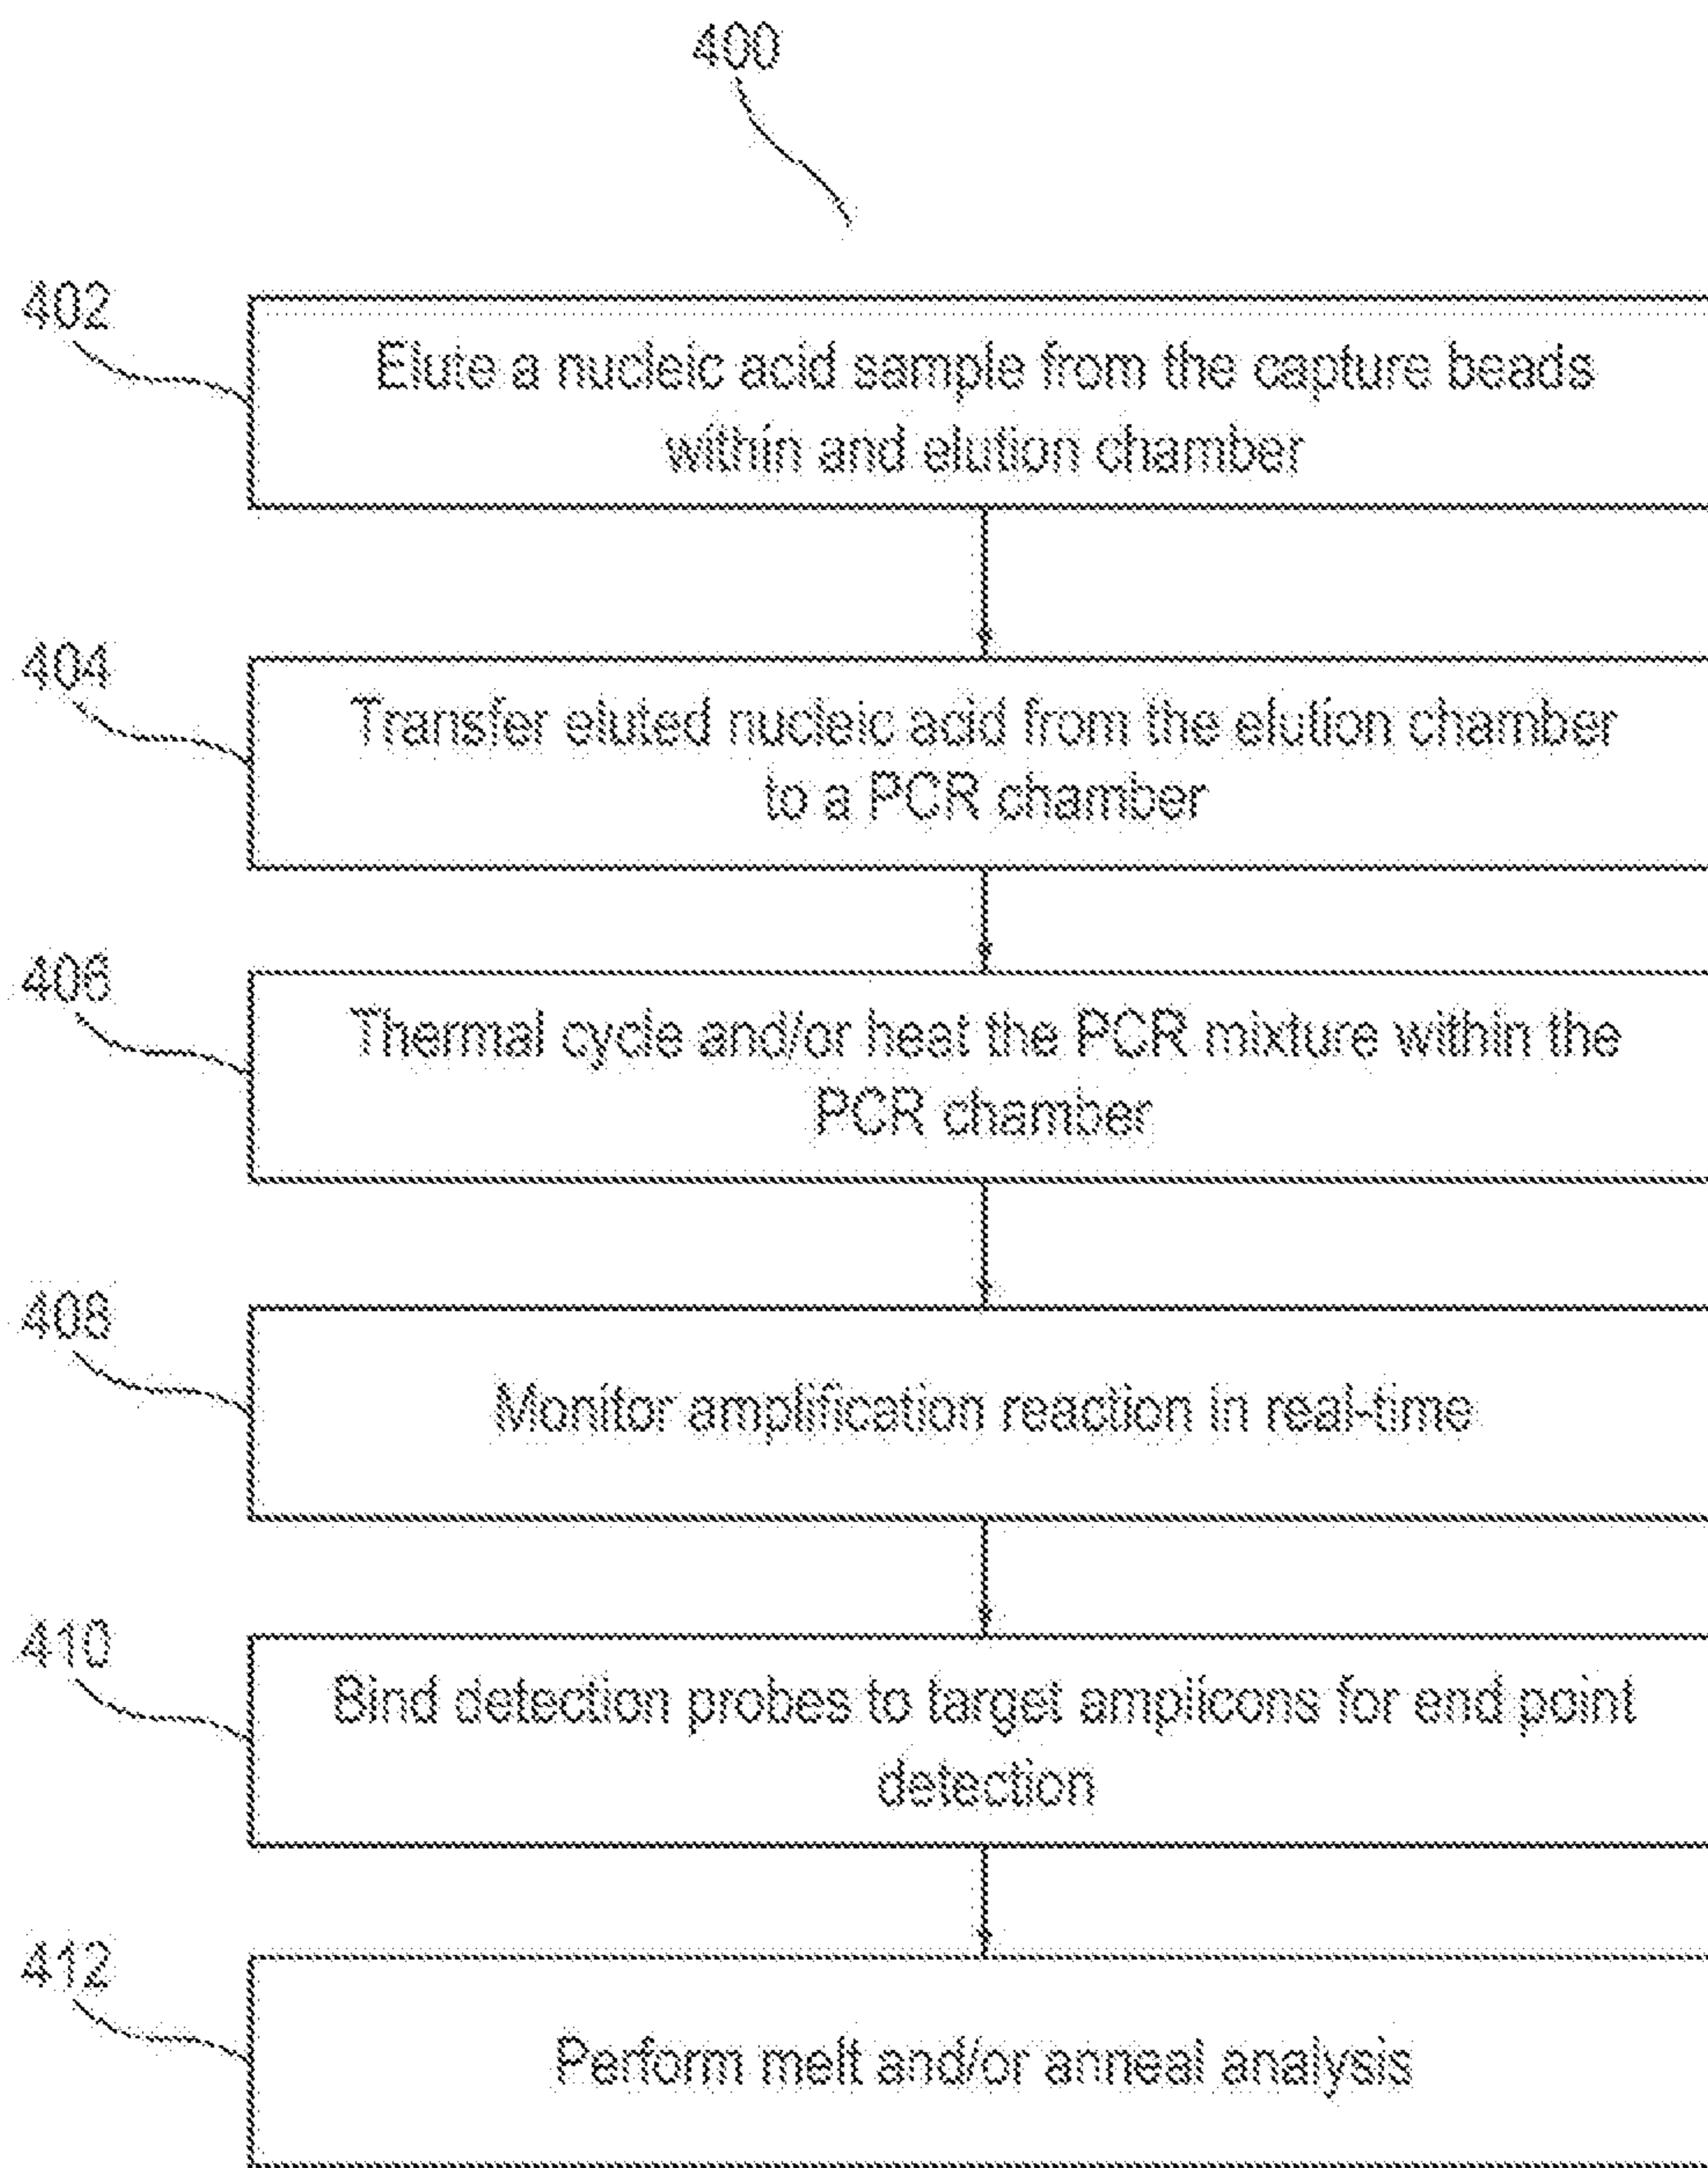 400
402
Elute a nucleic acid sample from the capture beads
within and elution chamber
404
Transfer eluted nucleic acid from the elution chamber
to a PCR chamber
406
Thermal cycle and/or heat the PCR mixture within the
PCR chamber
408
Monitor amplification reaction in real-time
410
Bind detection probes to target amplicons for end point
detection
412
Perform melt and/or anneal analysis